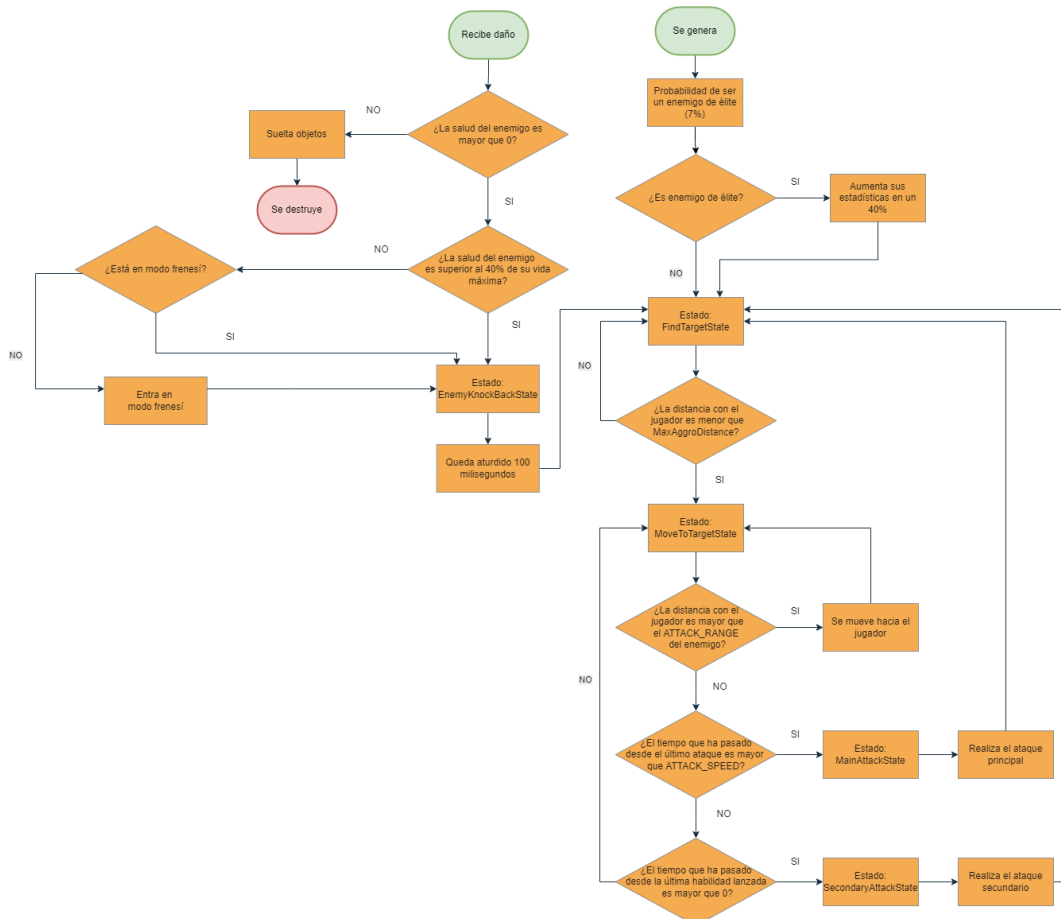 Recibe daño
Se genera
Probabilidad de ser
un enemigo de élite
(7%)
NO
¿La salud del enemigo es
mayor que 0?
Suelta objetos
SI
¿Es enemigo de élite?
SI
Aumenta sus
estadísticas en un
40%
Se destruye
NO
¿La salud del enemigo
es superior al 40% de su vida
máxima?
¿Está en modo frenesí?
NO
Estado:
FindTargetState
SI
SI
NO
NO
Entra en
modo frenesí
Estado:
EnemyKnockBackState
¿La distancia con el
jugador es menor que
MaxAggroDistance?
Queda aturdido 100
milisegundos
SI
Estado:
MoveToTargetState
¿La distancia con el
jugador es mayor que
el ATTACK_RANGE
del enemigo?
SI
Se mueve hacia el
jugador
NO
NO
¿El tiempo que ha pasado
desde el último ataque es mayor
que ATTACK_SPEED?
SI
Estado:
MainAttackState
Realiza el ataque
principal
NO
¿El tiempo que ha pasado
desde la última habilidad lanzada
es mayor que 0?
SI
Estado:
SecondaryAttackState
Realiza el ataque
secundario